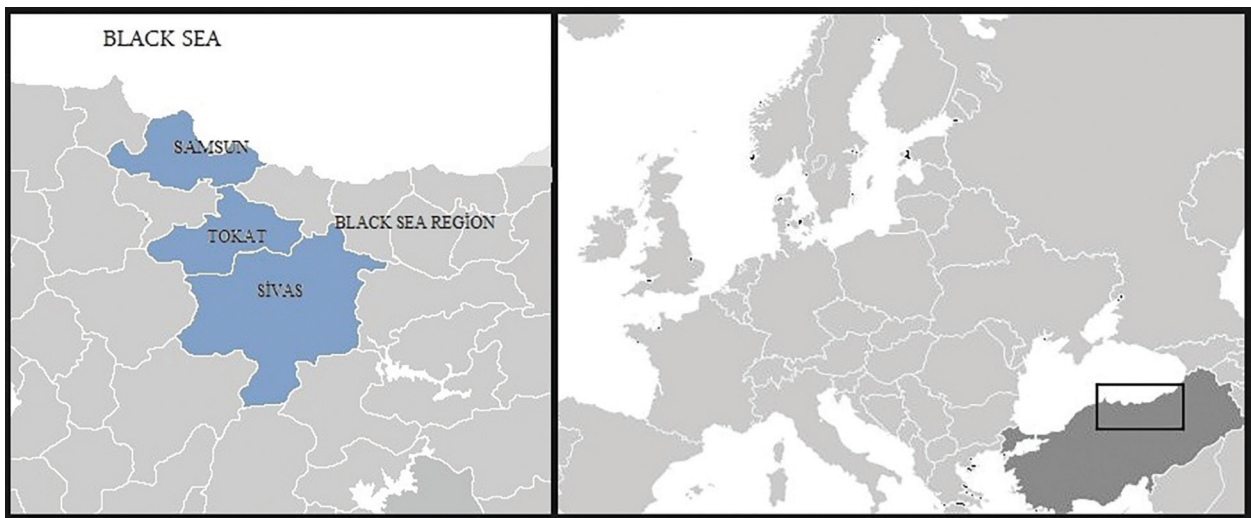 BLACK SEA
SAMSUN
BLACK SEA REGİON
TOKAT
SİVAS